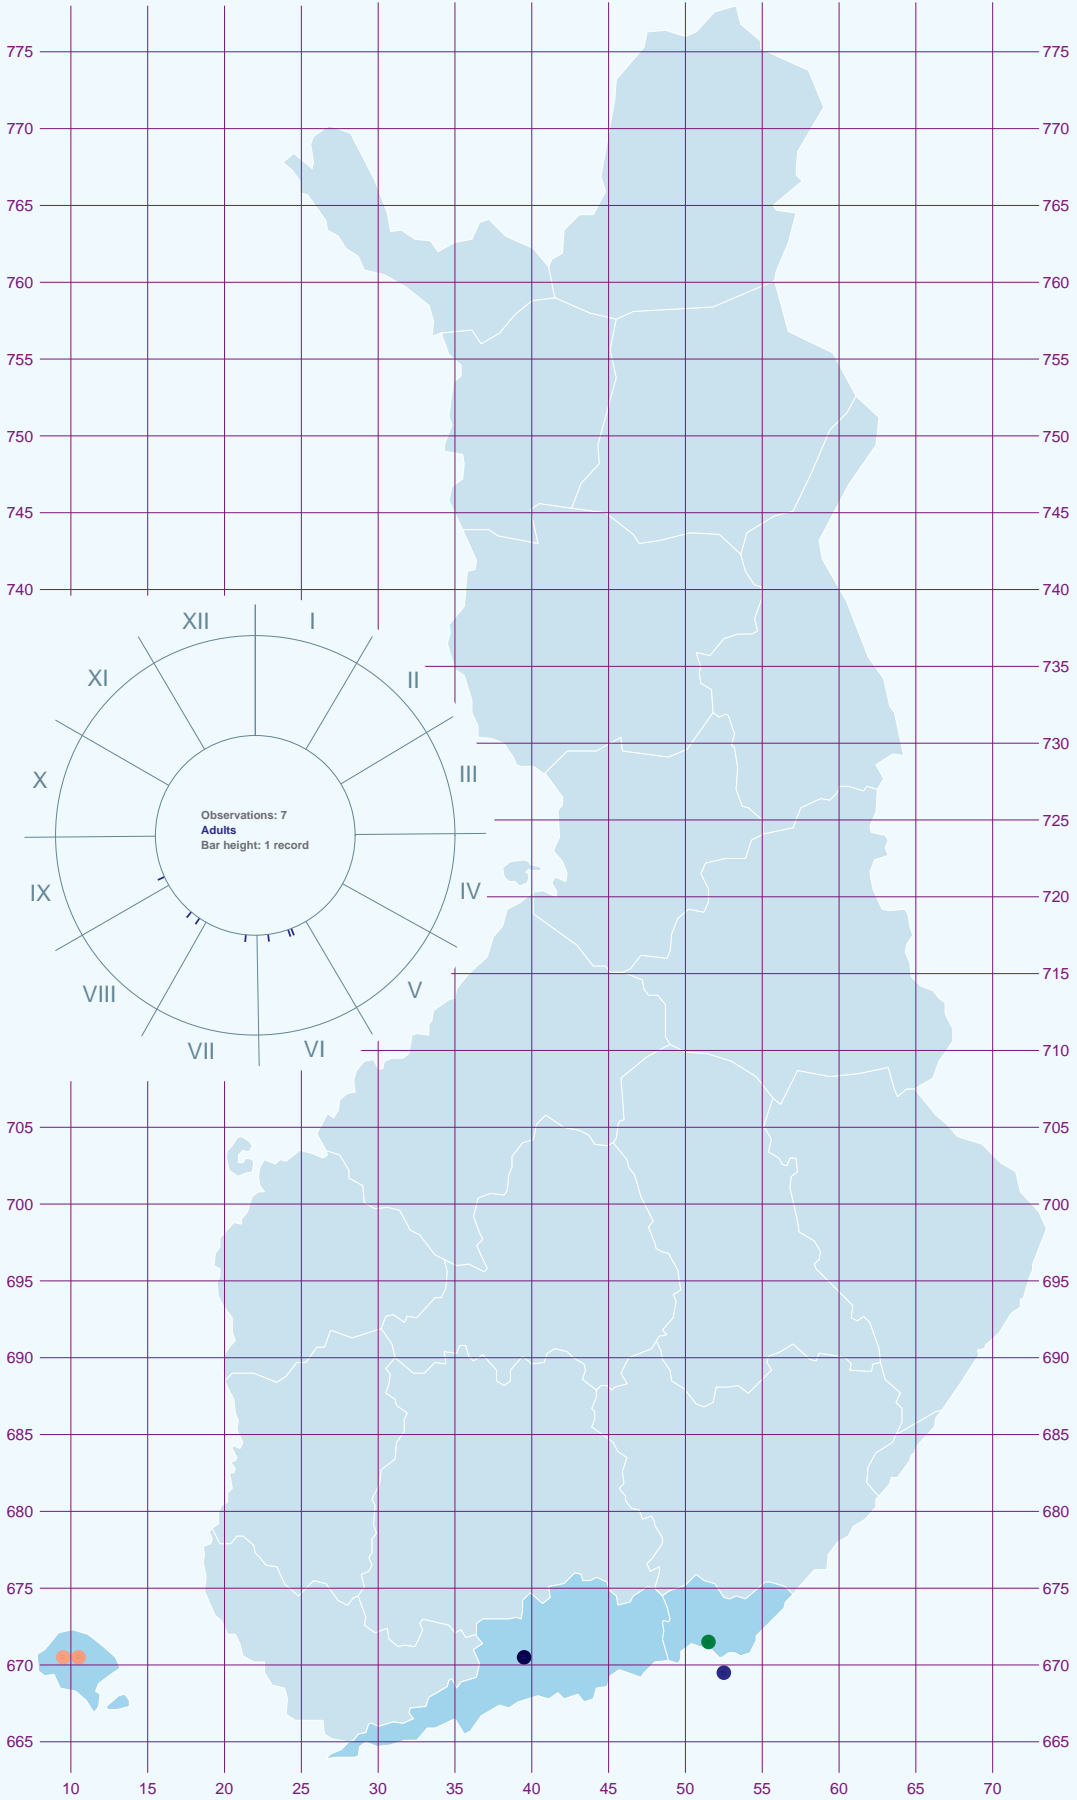 775 775
770 770
765 765
760 760
755 755
750 750
745 745
740 740
XII I
XI II
735
730
X III
725
Observations: 7
Adults
Bar height: 1 record
IX IV
720
715
VIII V
VII VI
710
705 705
700 700
695 695
690 690
685 685
680 680
675 675
670 670
665 665
10 15 20 25 30 35 40 45 50 55 60 65 70